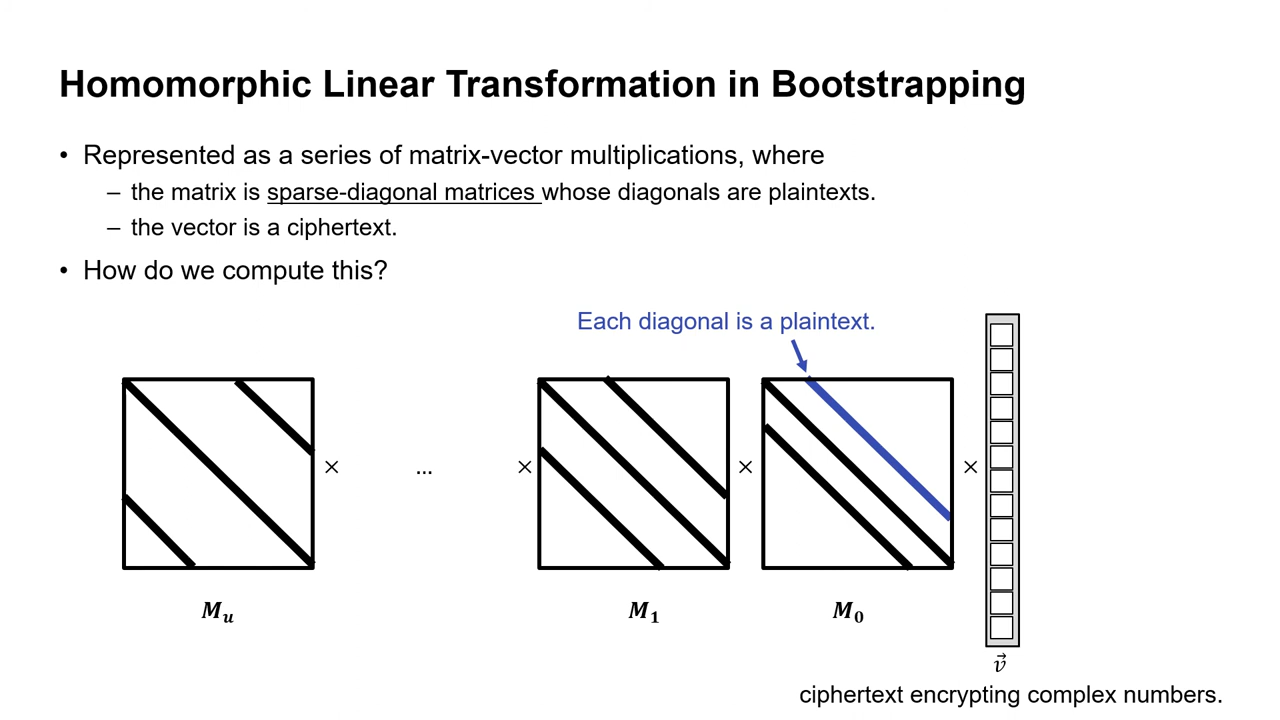 Homomorphic Linear Transformation in Bootstrapping
• Represented as a series of matrix-vector multiplications, where
– the matrix is sparse-diagonal matrices whose diagonals are plaintexts.
– the vector is a ciphertext.
• How do we compute this?
Each diagonal is a plaintext.
× ... × × ×
M_u M_1 M_0
v⃗
ciphertext encrypting complex numbers.